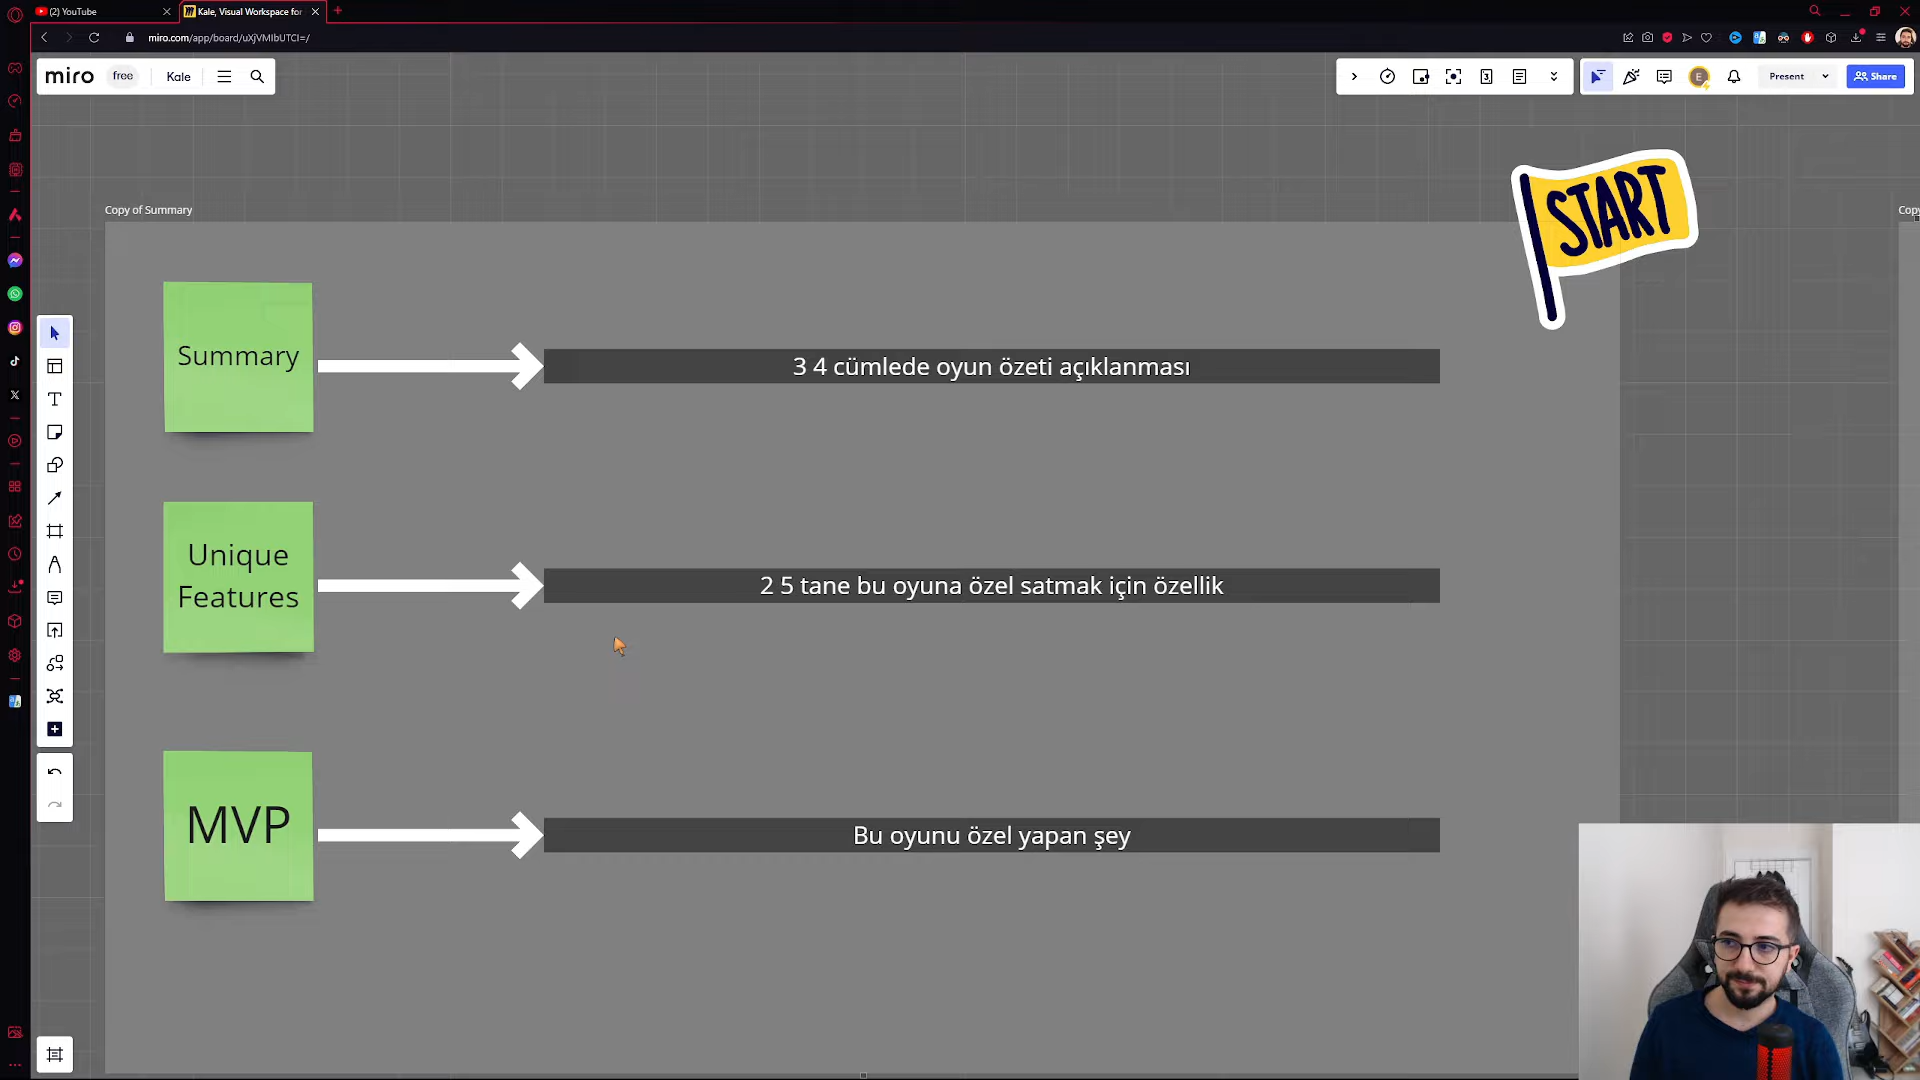 (2) YouTube
Kale, Visual Workspace for
miro.com/app/board/uXjVMIbUTCI=/
miro free Kale
Present
Share
START
Copy of Summary
Copy
Summary
3 4 cümlede oyun özeti açıklanması
Unique
Features
2 5 tane bu oyuna özel satmak için özellik
MVP
Bu oyunu özel yapan şey